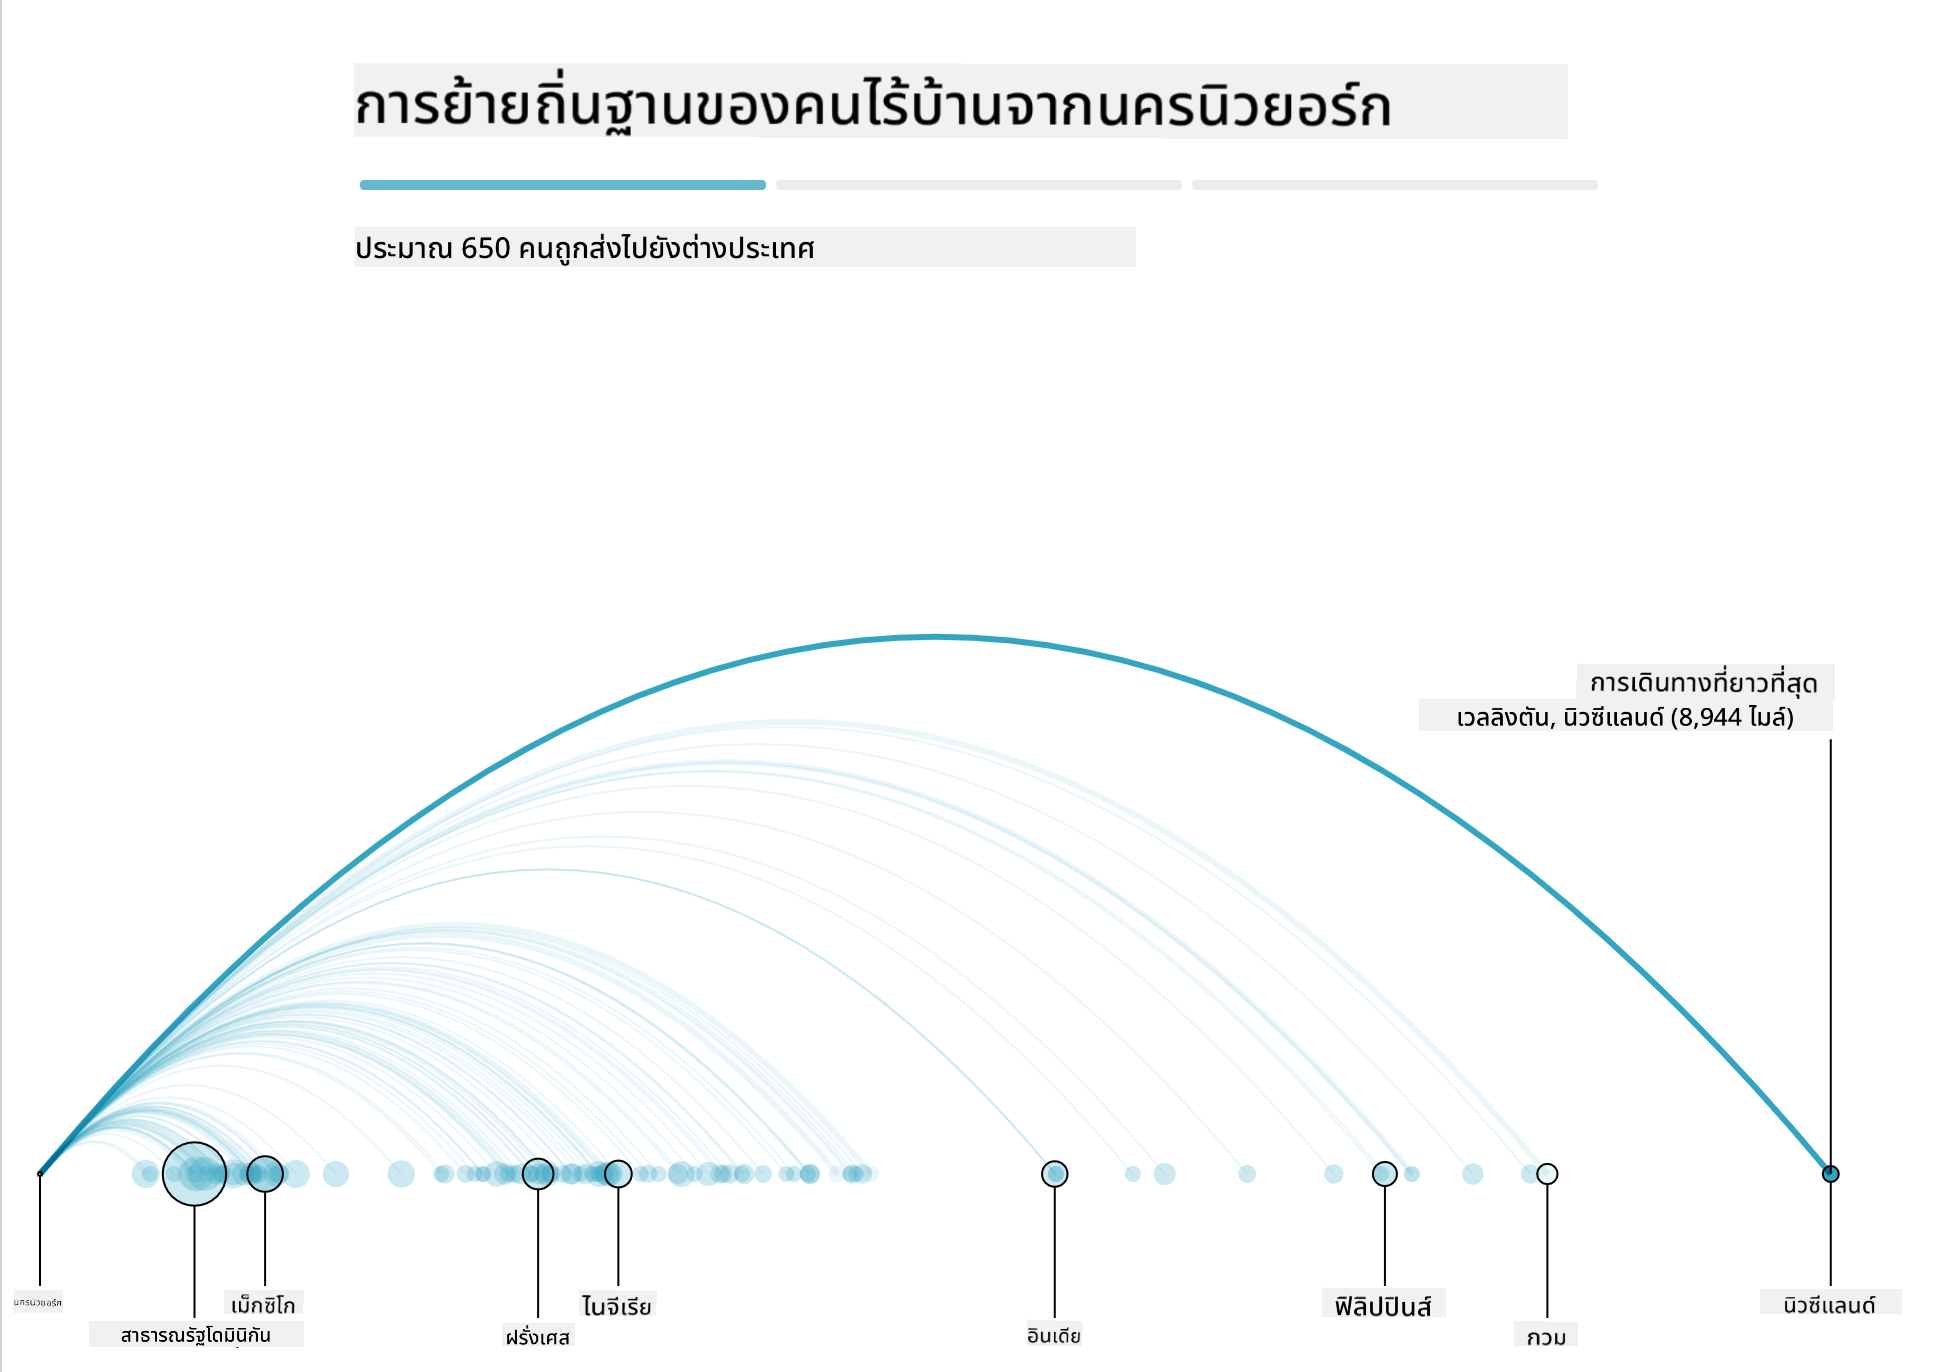 การย้ายถิ่นฐานของคนไร้บ้านจากนครนิวยอร์ก
ประมาณ 650 คนถูกส่งไปยังต่างประเทศ
การเดินทางที่ยาวที่สุด
เวลลิงตัน, นิวซีแลนด์ (8,944 ไมล์)
นครนิวยอร์ก
สาธารณรัฐโดมินิกัน
เม็กซิโก
ฝรั่งเศส
ไนจีเรีย
อินเดีย
ฟิลิปปินส์
กวม
นิวซีแลนด์